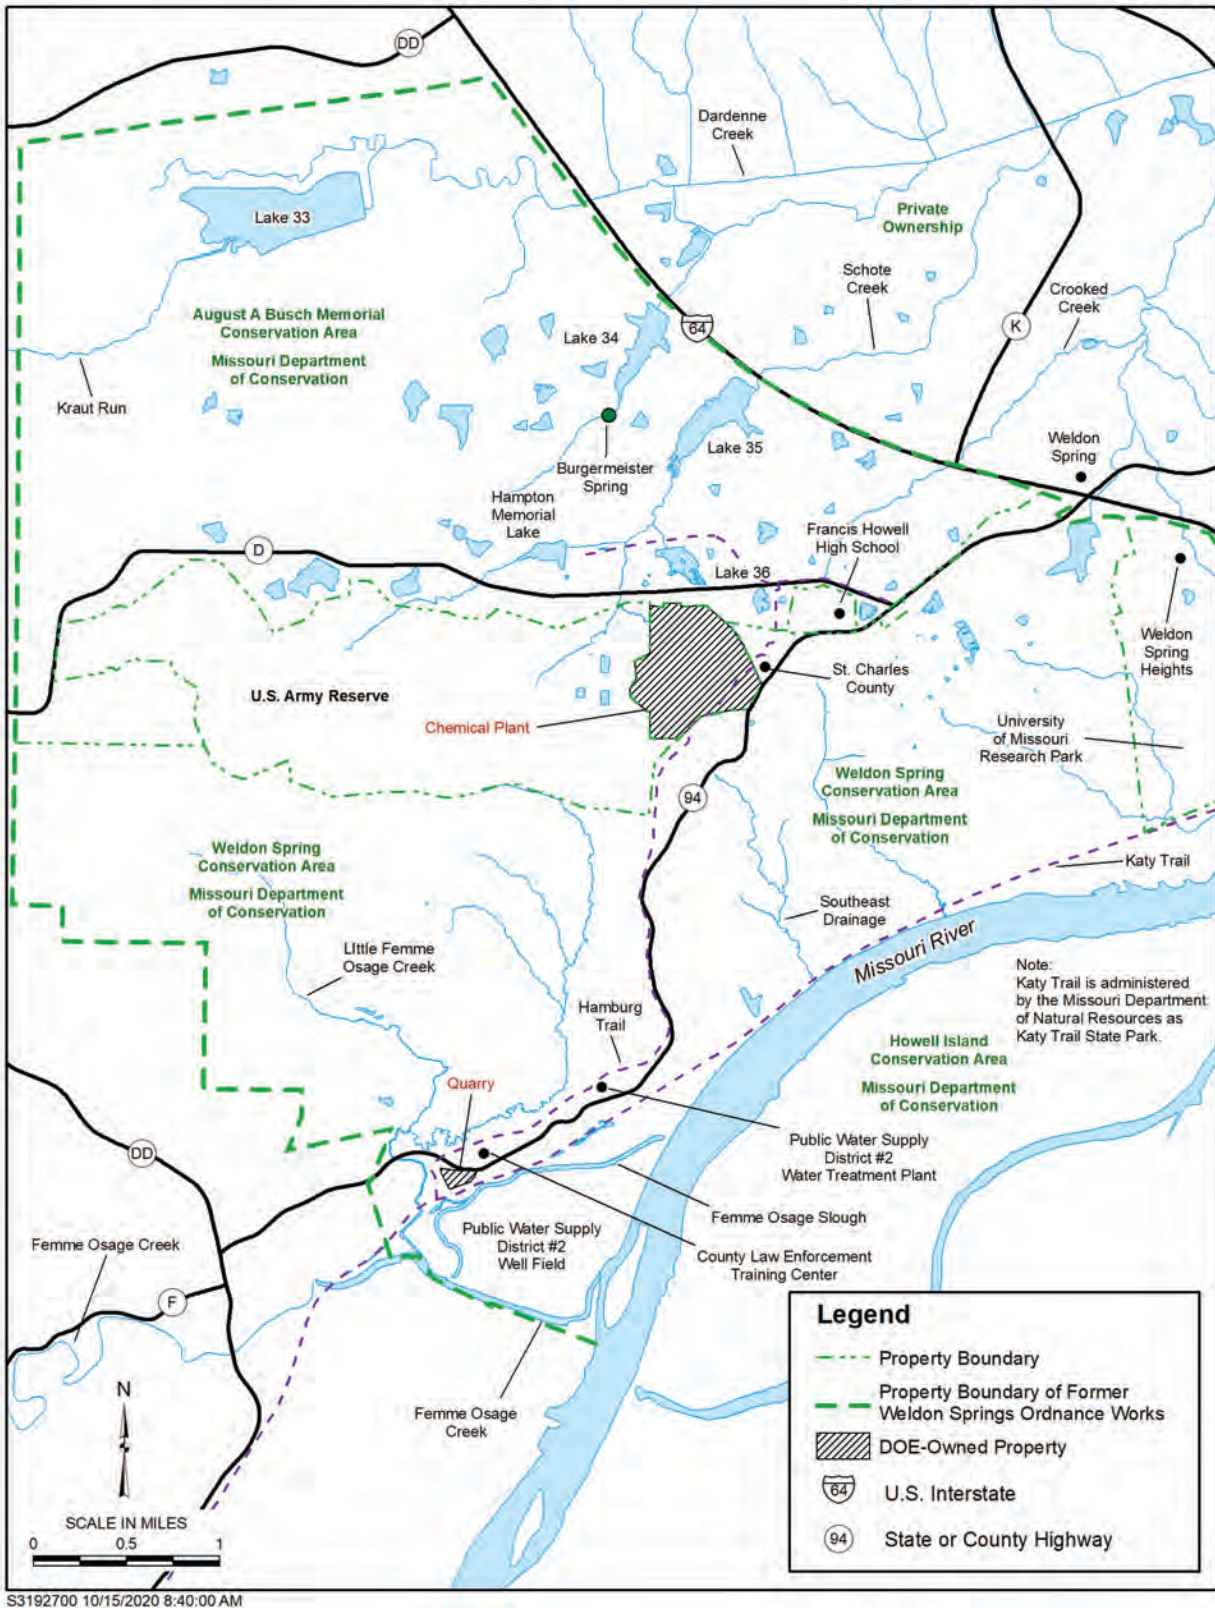 DD
Dardenne
Creek
Lake 33
Private
Ownership
Schote
Creek
Crooked
Creek
August A Busch Memorial
Conservation Area
Missouri Department
of Conservation
Lake 34
64
K
Kraut Run
Weldon
Spring
Lake 35
Burgermeister
Spring
Hampton
Memorial
Lake
Francis Howell
High School
D
Lake 36
Weldon
Spring
Heights
St. Charles
County
U.S. Army Reserve
Chemical Plant
University
of Missouri
Research Park
Weldon Spring
Conservation Area
Missouri Department
of Conservation
94
Weldon Spring
Conservation Area
Missouri Department
of Conservation
Katy Trail
Southeast
Drainage
Missouri River
LIttle Femme
Osage Creek
Note:
Katy Trail is administered
by the Missouri Department
of Natural Resources as
Katy Trail State Park.
Hamburg
Trail
Howell Island
Conservation Area
Missouri Department
of Conservation
Quarry
DD
Public Water Supply
District #2
Water Treatment Plant
Femme Osage Slough
Public Water Supply
District #2
Well Field
Femme Osage Creek
County Law Enforcement
Training Center
F
Femme Osage
Creek
Legend
Property Boundary
Property Boundary of Former
Weldon Springs Ordnance Works
DOE-Owned Property
64 U.S. Interstate
94 State or County Highway
N
SCALE IN MILES
0 0.5 1
S3192700 10/15/2020 8:40:00 AM